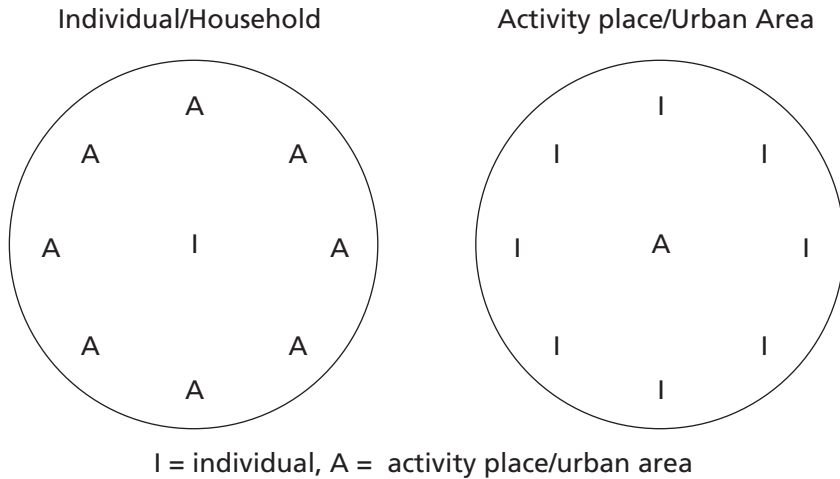 Individual/Household Activity place/Urban Area
A I
A A I I
A I A I A I
A A I I
A I
I = individual, A = activity place/urban area